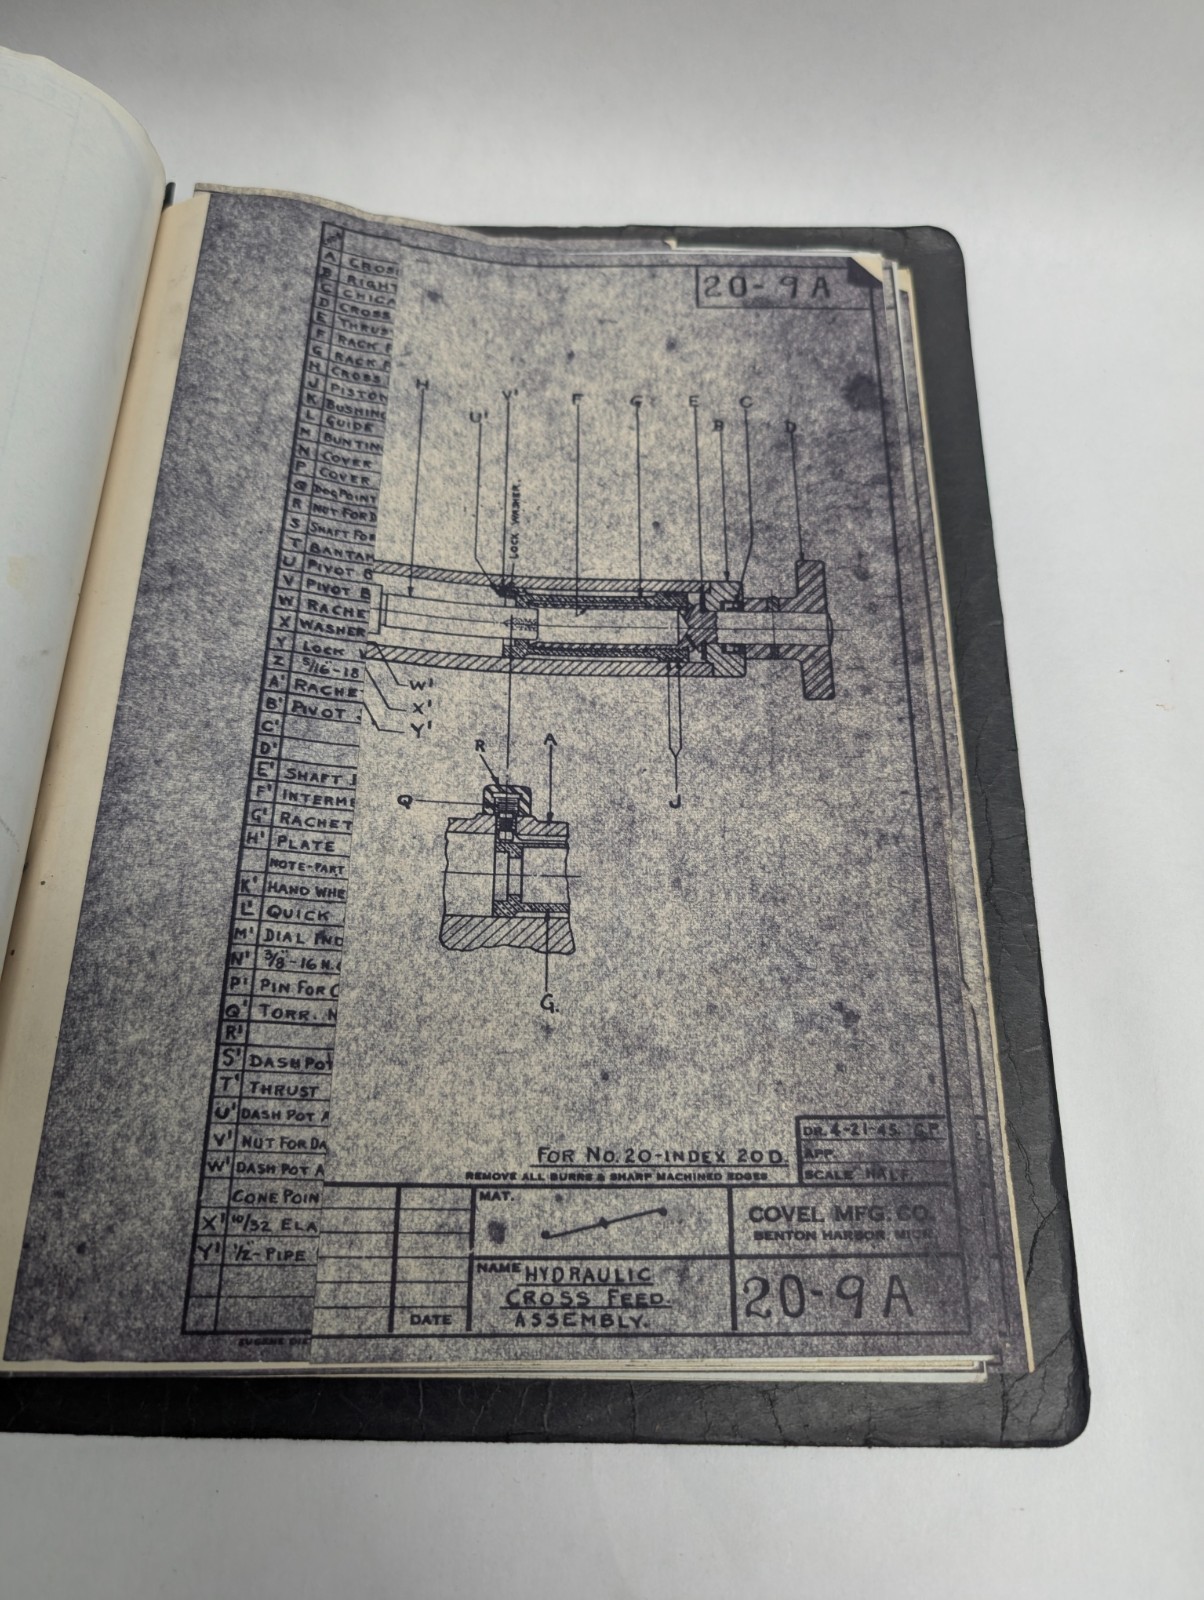 20-9A
A CROS
B RIGHT
C CHICA
D CROSS
E THRUS
F RACK F
G RACK F
H CROSS
J PISTON
K BUSHING
L GUIDE
M BUNTIN
N COVER
P COVER
Q DOG POINT
R NUT FOR D
S SHAFT FOR
T BANTAM
U PIVOT B
V PIVOT B
W RACHE
X WASHER
Y LOCK
Z 5/16"-18
A' RACHE
B' PIVOT
C'
D'
E' SHAFT
F' INTERME
G' RACHET
H' PLATE
NOTE-PART
K' HAND WHE
L' QUICK
M' DIAL IND
N' 3/8"-16 N.
P' PIN FOR C
Q' TORR. N
R'
S' DASH POT
T' THRUST
U' DASH POT A
V' NUT FOR DA
W' DASH POT A
CONE POIN
X' 10/32 ELA
Y' 1/2"-PIPE
H
U'
V'
F
G
E
B
C
D
LOCK WASHER.
W'
X'
Y'
R
A
Q
J
G.
FOR NO. 20-INDEX 20D.
REMOVE ALL BURRS & SHARP MACHINED EDGES
DR. 4-21-45. G.P.
APP.
SCALE HALF.
MAT.
COVEL MFG. CO.
BENTON HARBOR, MICH.
NAME HYDRAULIC
CROSS FEED.
ASSEMBLY.
20-9A
DATE
EUGENE DIE